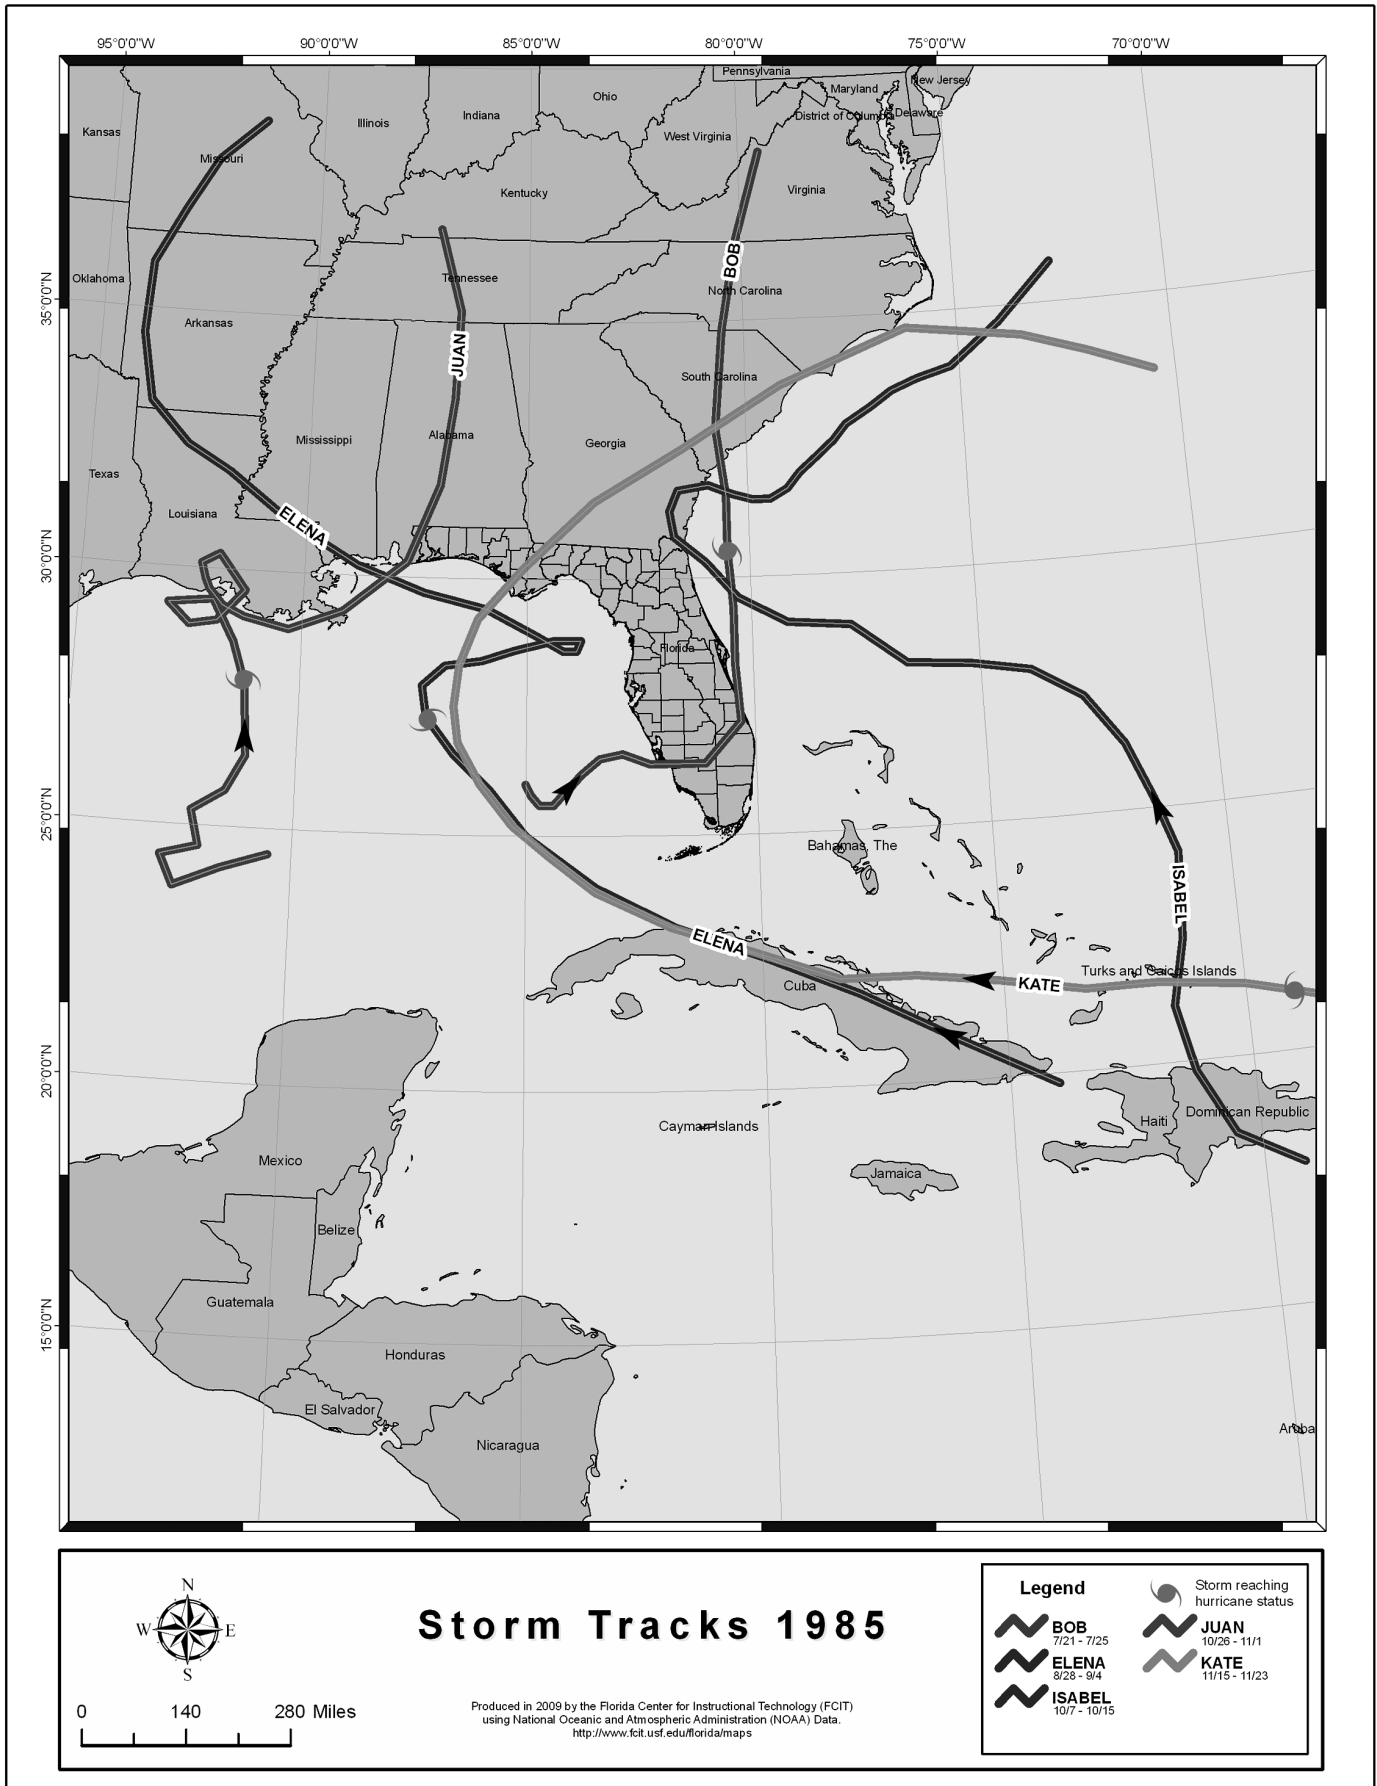 95°0'0"W 90°0'0"W 85°0'0"W 80°0'0"W 75°0'0"W 70°0'0"W
Pennsylvania
New Jersey
Maryland
Ohio
Delaware
Indiana
District of Columbia
Illinois
Kansas
West Virginia
Missouri
Virginia
Kentucky
BOB
Oklahoma
Tennessee
North Carolina
35°0'0"N
Arkansas
JUAN
South Carolina
Alabama
Mississippi
Georgia
Texas
Louisiana
ELENA
30°0'0"N
Florida
25°0'0"N
Bahamas, The
ISABEL
ELENA
Turks and Caicos Islands
KATE
Cuba
20°0'0"N
Dominican Republic
Haiti
Cayman Islands
Mexico
Jamaica
Belize
Guatemala
15°0'0"N
Honduras
El Salvador
Aruba
Nicaragua
Storm Tracks 1985
N
W E
S
0 140 280 Miles
Produced in 2009 by the Florida Center for Instructional Technology (FCIT)
using National Oceanic and Atmospheric Administration (NOAA) Data.
http://www.fcit.usf.edu/florida/maps
Legend
Storm reaching
hurricane status
BOB
7/21 - 7/25
JUAN
10/26 - 11/1
ELENA
8/28 - 9/4
KATE
11/15 - 11/23
ISABEL
10/7 - 10/15